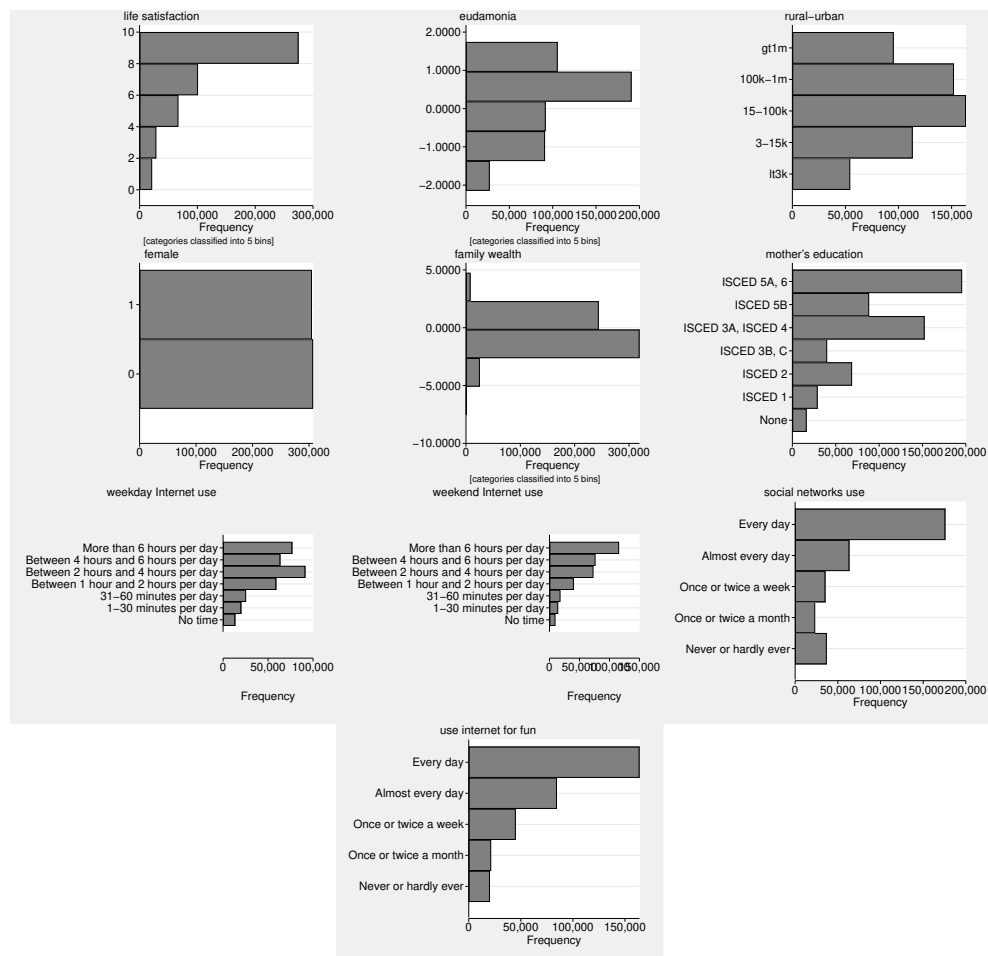 life satisfaction
10
8
6
4
2
0
0 100,000 200,000 300,000
Frequency
[categories classified into 5 bins]
eudamonia
2.0000
1.0000
0.0000
−1.0000
−2.0000
0 50,000 100,000 150,000 200,000
Frequency
[categories classified into 5 bins]
rural−urban
gt1m
100k−1m
15−100k
3−15k
lt3k
0 50,000 100,000 150,000
Frequency
female
1
0
0 100,000 200,000 300,000
Frequency
family wealth
5.0000
0.0000
−5.0000
−10.0000
0 100,000 200,000 300,000
Frequency
[categories classified into 5 bins]
mother's education
ISCED 5A, 6
ISCED 5B
ISCED 3A, ISCED 4
ISCED 3B, C
ISCED 2
ISCED 1
None
0 50,000 100,000 150,000 200,000
Frequency
weekday Internet use
More than 6 hours per day
Between 4 hours and 6 hours per day
Between 2 hours and 4 hours per day
Between 1 hour and 2 hours per day
31−60 minutes per day
1−30 minutes per day
No time
0 50,000 100,000
Frequency
weekend Internet use
More than 6 hours per day
Between 4 hours and 6 hours per day
Between 2 hours and 4 hours per day
Between 1 hour and 2 hours per day
31−60 minutes per day
1−30 minutes per day
No time
0 50,000 100,000 150,000
Frequency
social networks use
Every day
Almost every day
Once or twice a week
Once or twice a month
Never or hardly ever
0 50,000 100,000 150,000 200,000
Frequency
use internet for fun
Every day
Almost every day
Once or twice a week
Once or twice a month
Never or hardly ever
0 50,000 100,000 150,000
Frequency